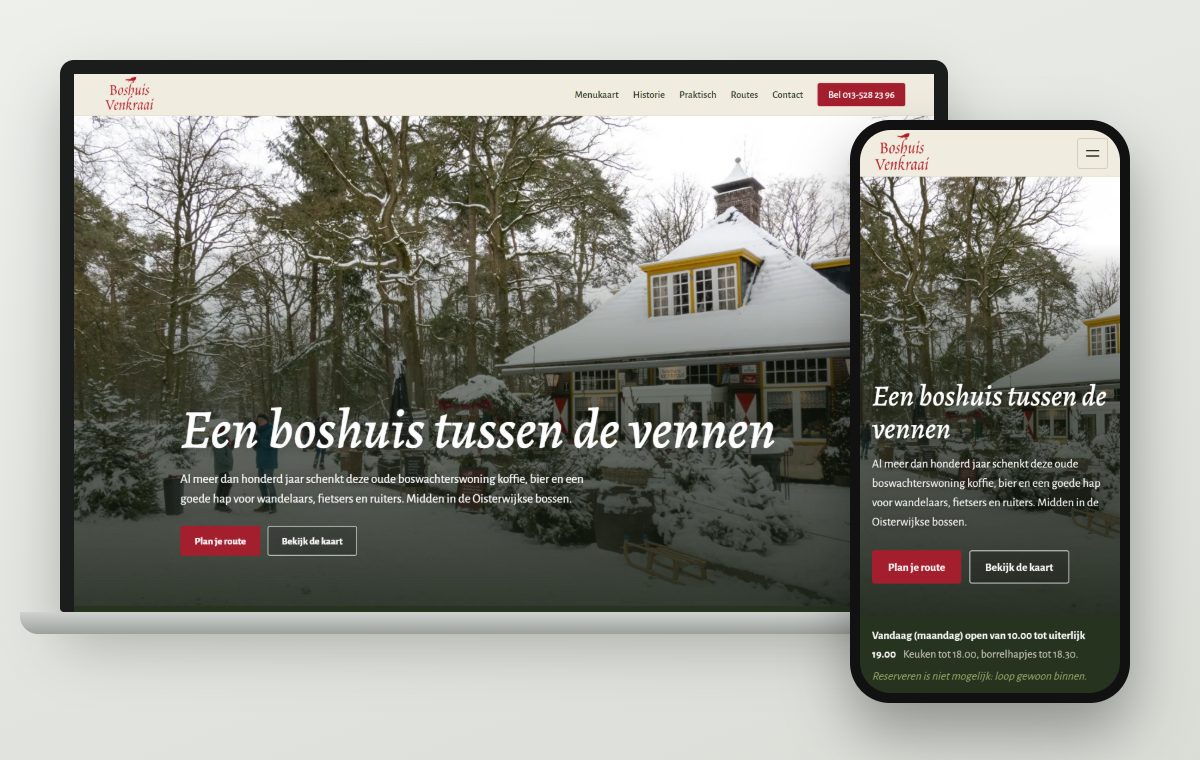 Boshuis
Venkraai
Menukaart Historie Praktisch Routes Contact Bel 013-528 23 96
Een boshuis tussen de vennen
Al meer dan honderd jaar schenkt deze oude boswachterswoning koffie, bier en een
goede hap voor wandelaars, fietsers en ruiters. Midden in de Oisterwijkse bossen.
Plan je route Bekijk de kaart
Boshuis
Venkraai
Een boshuis tussen de
vennen
Al meer dan honderd jaar schenkt deze oude
boswachterswoning koffie, bier en een goede hap
voor wandelaars, fietsers en ruiters. Midden in de
Oisterwijkse bossen.
Plan je route Bekijk de kaart
Vandaag (maandag) open van 10.00 tot uiterlijk
19.00 Keuken tot 18.00, borrelhapjes tot 18.30.
Reserveren is niet mogelijk: loop gewoon binnen.